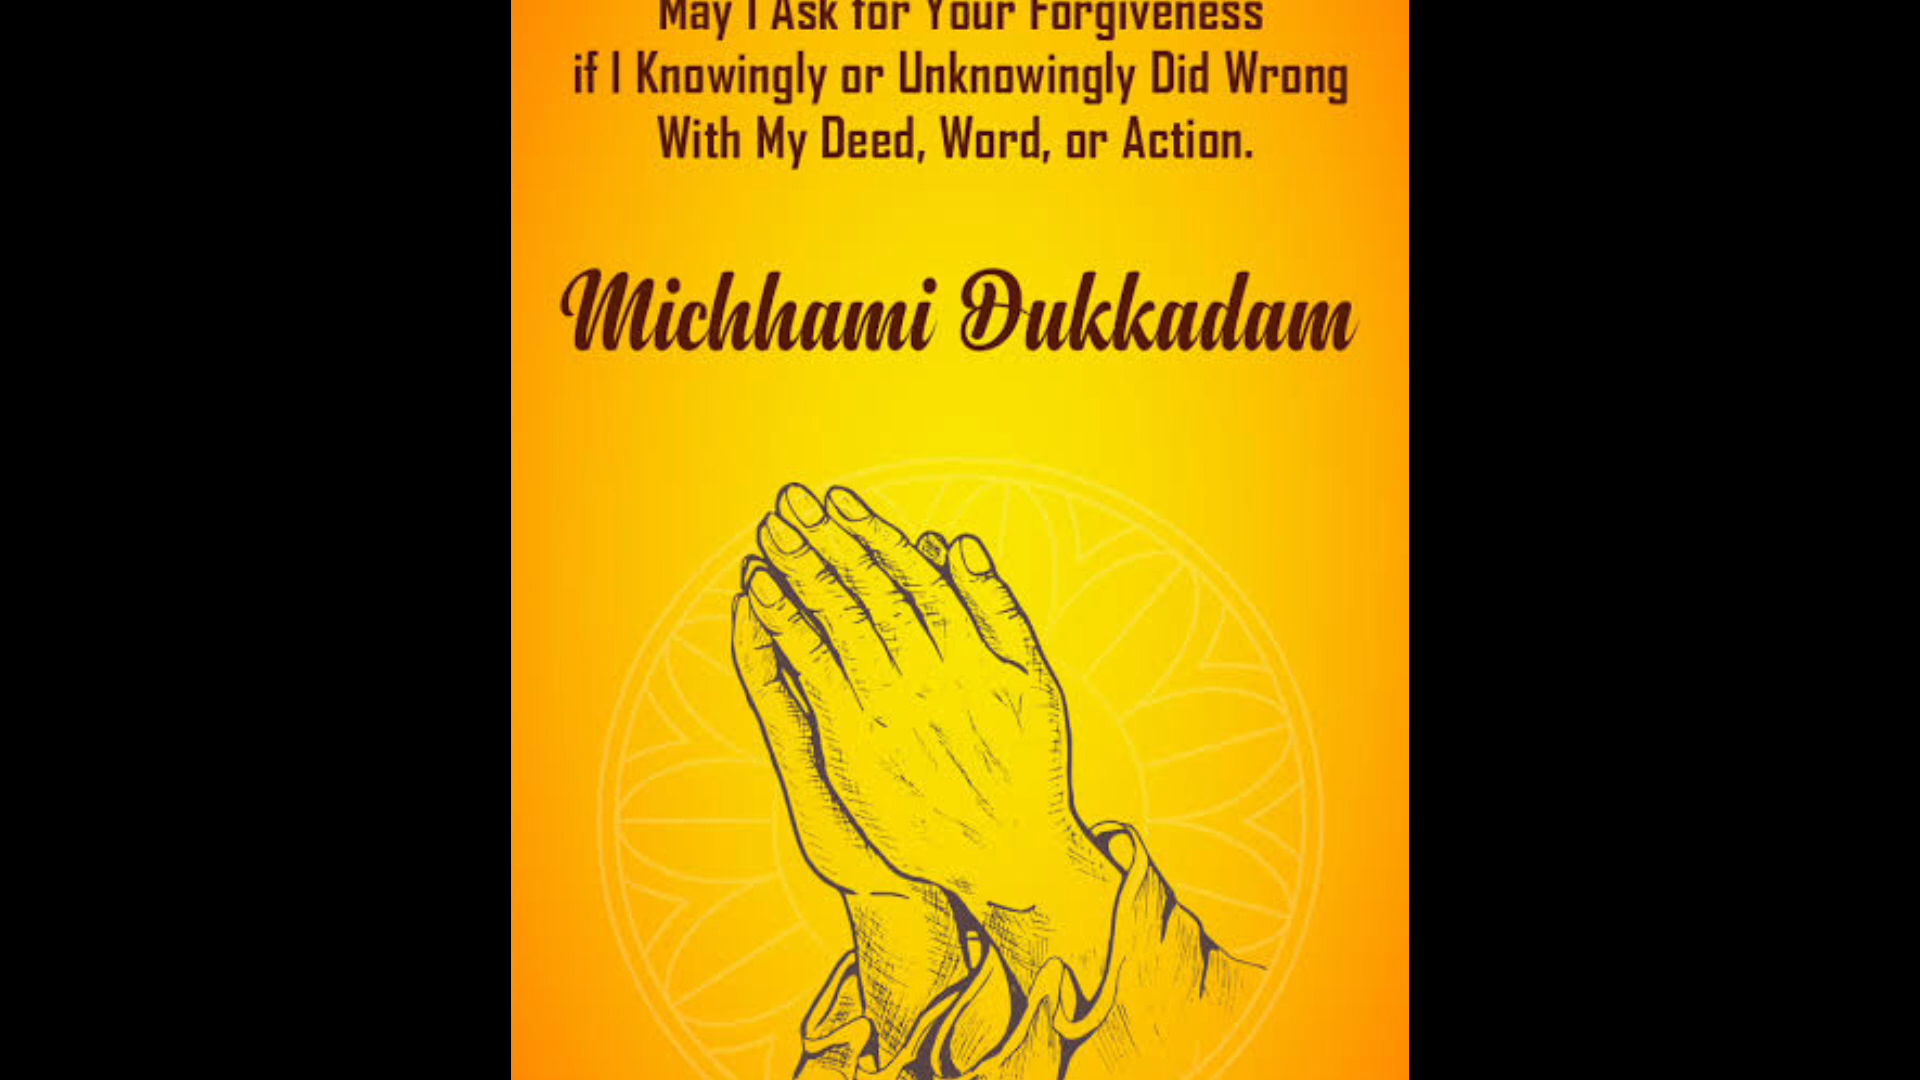 May I Ask for Your Forgiveness
if I Knowingly or Unknowingly Did Wrong
With My Deed, Word, or Action.
Michhami Dukkadam